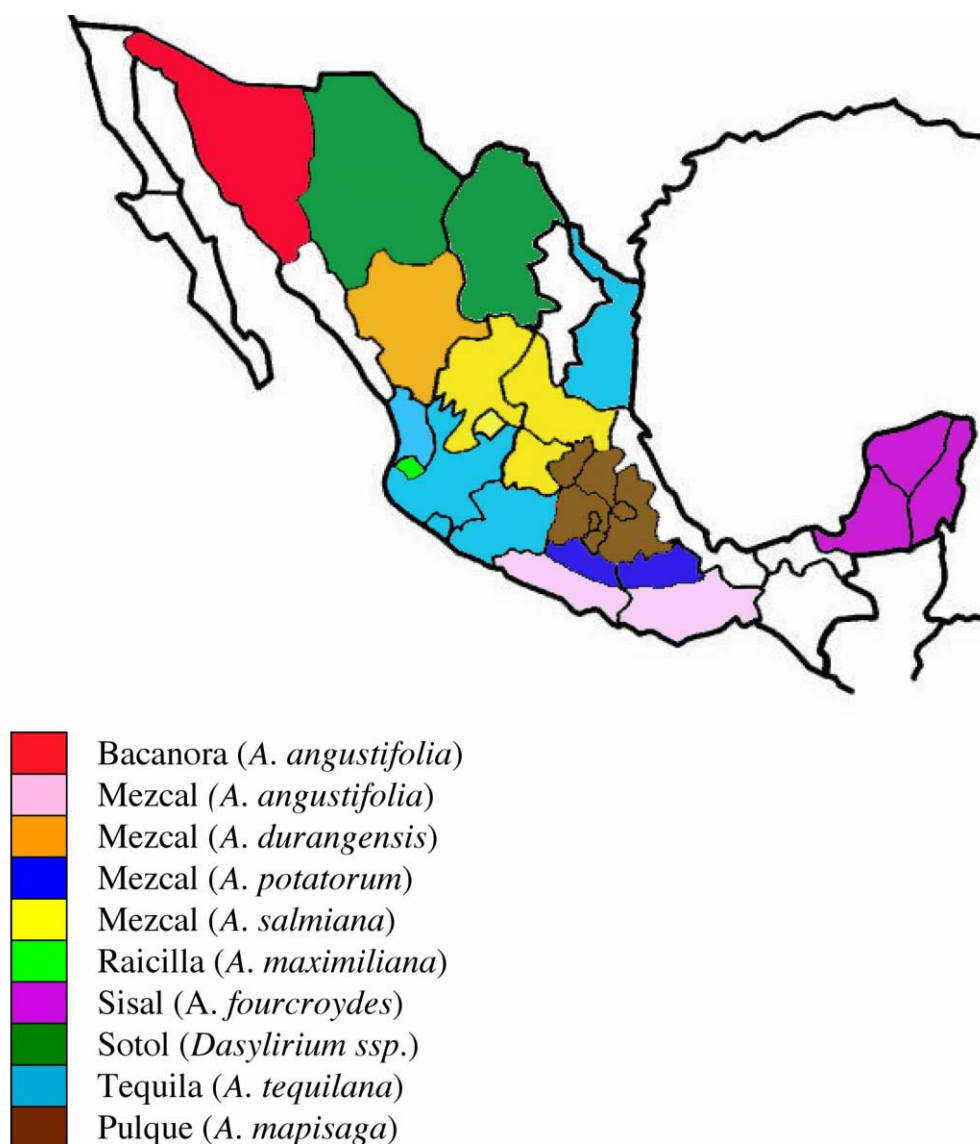 Bacanora (A. angustifolia)
Mezcal (A. angustifolia)
Mezcal (A. durangensis)
Mezcal (A. potatorum)
Mezcal (A. salmiana)
Raicilla (A. maximiliana)
Sisal (A. fourcroydes)
Sotol (Dasylirium ssp.)
Tequila (A. tequilana)
Pulque (A. mapisaga)